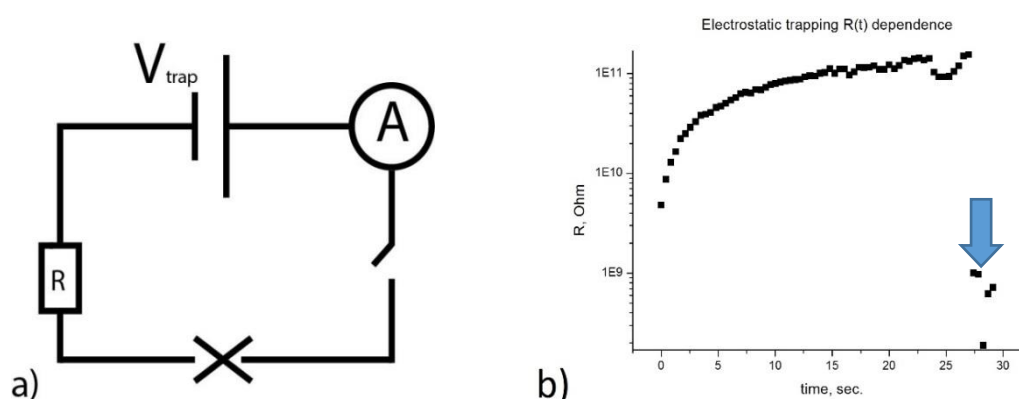 V trap
A
R
a)
Electrostatic trapping R(t) dependence
1E11
1E10
1E9
R, Ohm
0 5 10 15 20 25 30
time, sec.
b)